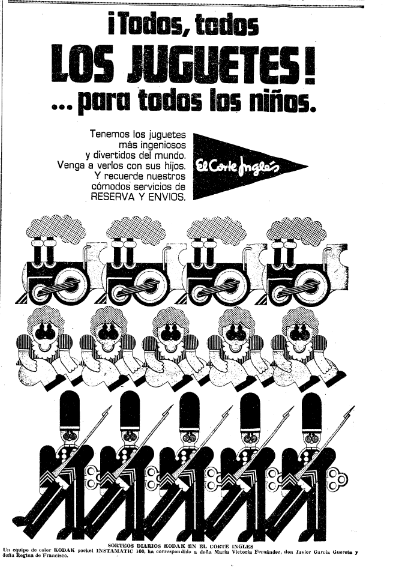 ¡Todos, todos
LOS JUGUETES!
...para todos los niños.
Tenemos los juguetes
más ingeniosos
y divertidos del mundo.
Venga a verlos con sus hijos.
Y recuerde nuestros
cómodos servicios de
RESERVA Y ENVIOS.
El Corte Inglés
SORTEOS DIARIOS KODAK EN EL CORTE INGLES
Un equipo de color KODAK pocket INSTAMATIC 100, ha correspondido a doña María Victoria Fernández, don Javier García Guereta y
doña Regina de Francisco.